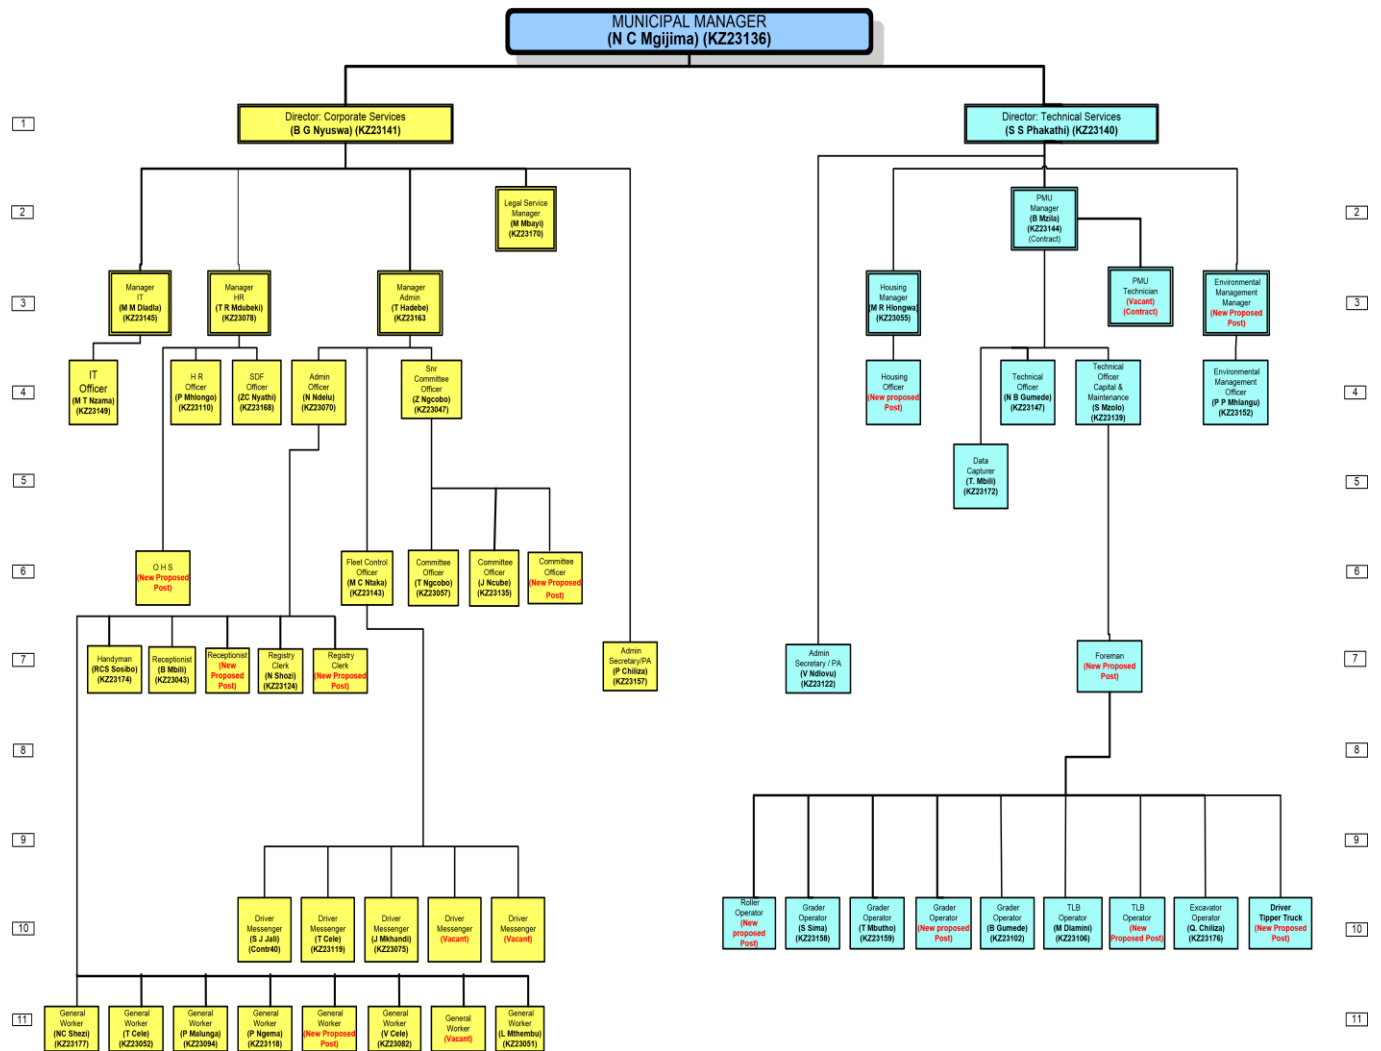 MUNICIPAL MANAGER
(N C Mgijima) (KZ23136)
1
Director: Corporate Services
(B G Nyuswa) (KZ23141)
Director: Technical Services
(S S Phakathi) (KZ23140)
2
Legal Service
Manager
(M Mbayi)
(KZ23170)
PMU
Manager
(B Mzila)
(KZ23144)
(Contract)
2
3
Manager
IT
(M M Dladla)
(KZ23145)
Manager
HR
(T R Mdubeki)
(KZ23078)
Manager
Admin
(T Hadebe)
(KZ23163
Housing
Manager
(M R Hlongwa)
(KZ23055)
PMU
Technician
(Vacant)
(Contract)
Environmental
Management
Manager
(New Proposed
Post)
3
4
IT
Officer
(M T Nzama)
(KZ23149)
H R
Officer
(P Mhlongo)
(KZ23110)
SDF
Officer
(ZC Nyathi)
(KZ23168)
Admin
Officer
(N Ndelu)
(KZ23070)
Snr
Committee
Officer
(Z Ngcobo)
(KZ23047)
Housing
Officer
(New proposed
Post)
Technical
Officer
(N B Gumede)
(KZ23147)
Technical
Officer
Capital &
Maintenance
(S Mzolo)
(KZ23139)
Environmental
Management
Officer
(P P Mhlangu)
(KZ23152)
4
5
Data
Capturer
(T. Mbili)
(KZ23172)
5
6
O H S
(New Proposed
Post)
Fleet Control
Officer
(M C Ntaka)
(KZ23143)
Committee
Officer
(T Ngcobo)
(KZ23057)
Committee
Officer
(J Ncube)
(KZ23135)
Committee
Officer
(New Proposed
Post)
6
7
Handyman
(RCS Sosibo)
(KZ23174)
Receptionist
(B Mbili)
(KZ23043)
Receptionist
(New
Proposed
Post)
Registry
Clerk
(N Shozi)
(KZ23124)
Registry
Clerk
(New Proposed
Post)
Admin
Secretary/PA
(P Chiliza)
(KZ23157)
Admin
Secretary / PA
(V Ndlovu)
(KZ23122)
Foreman
(New Proposed
Post)
7
8
8
9
9
10
Driver
Messenger
(S J Jali)
(Contr40)
Driver
Messenger
(T Cele)
(KZ23119)
Driver
Messenger
(J Mkhandi)
(KZ23075)
Driver
Messenger
(Vacant)
Driver
Messenger
(Vacant)
Roller
Operator
(New
proposed
Post)
Grader
Operator
(S Sima)
(KZ23158)
Grader
Operator
(T Mbutho)
(KZ23159)
Grader
Operator
(New proposed
Post)
Grader
Operator
(B Gumede)
(KZ23102)
TLB
Operator
(M Dlamini)
(KZ23106)
TLB
Operator
(New
Proposed Post)
Excavator
Operator
(Q. Chiliza)
(KZ23176)
Driver
Tipper Truck
(New Proposed
Post)
10
11
General
Worker
(NC Shezi)
(KZ23177)
General
Worker
(T Cele)
(KZ23052)
General
Worker
(P Malunga)
(KZ23094)
General
Worker
(P Ngema)
(KZ23118)
General
Worker
(New Proposed
Post)
General
Worker
(V Cele)
(KZ23082)
General
Worker
(Vacant)
General
Worker
(L Mthembu)
(KZ23051)
11